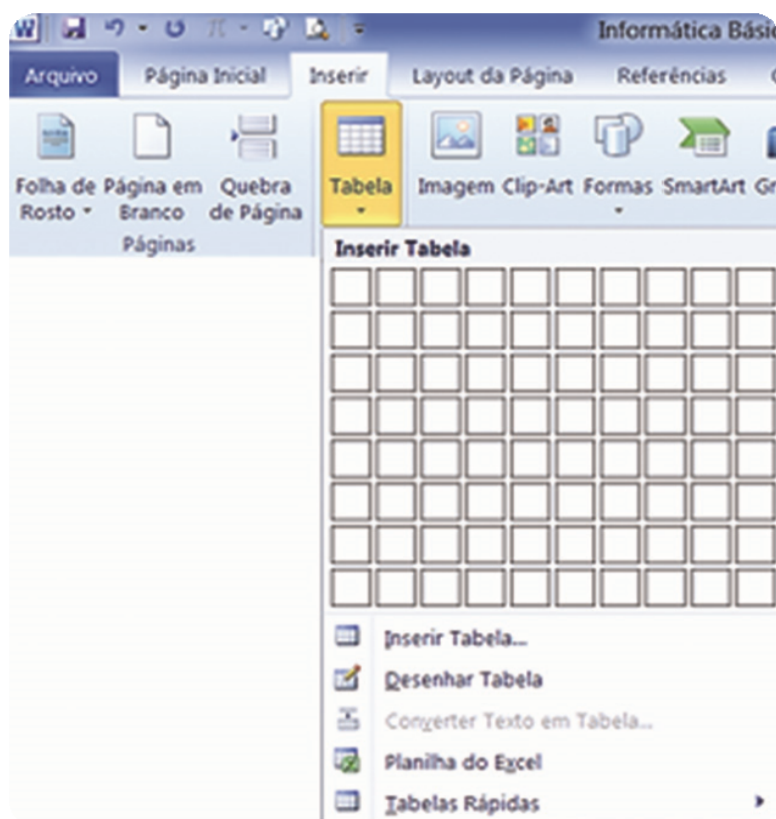 W
Informática Básic
Arquivo Página Inicial Inserir Layout da Página Referências
Folha de Rosto Página em Branco Quebra de Página Tabela Imagem Clip-Art Formas SmartArt Gr
Páginas
Inserir Tabela
Inserir Tabela...
Desenhar Tabela
Converter Texto em Tabela...
Planilha do Excel
Tabelas Rápidas